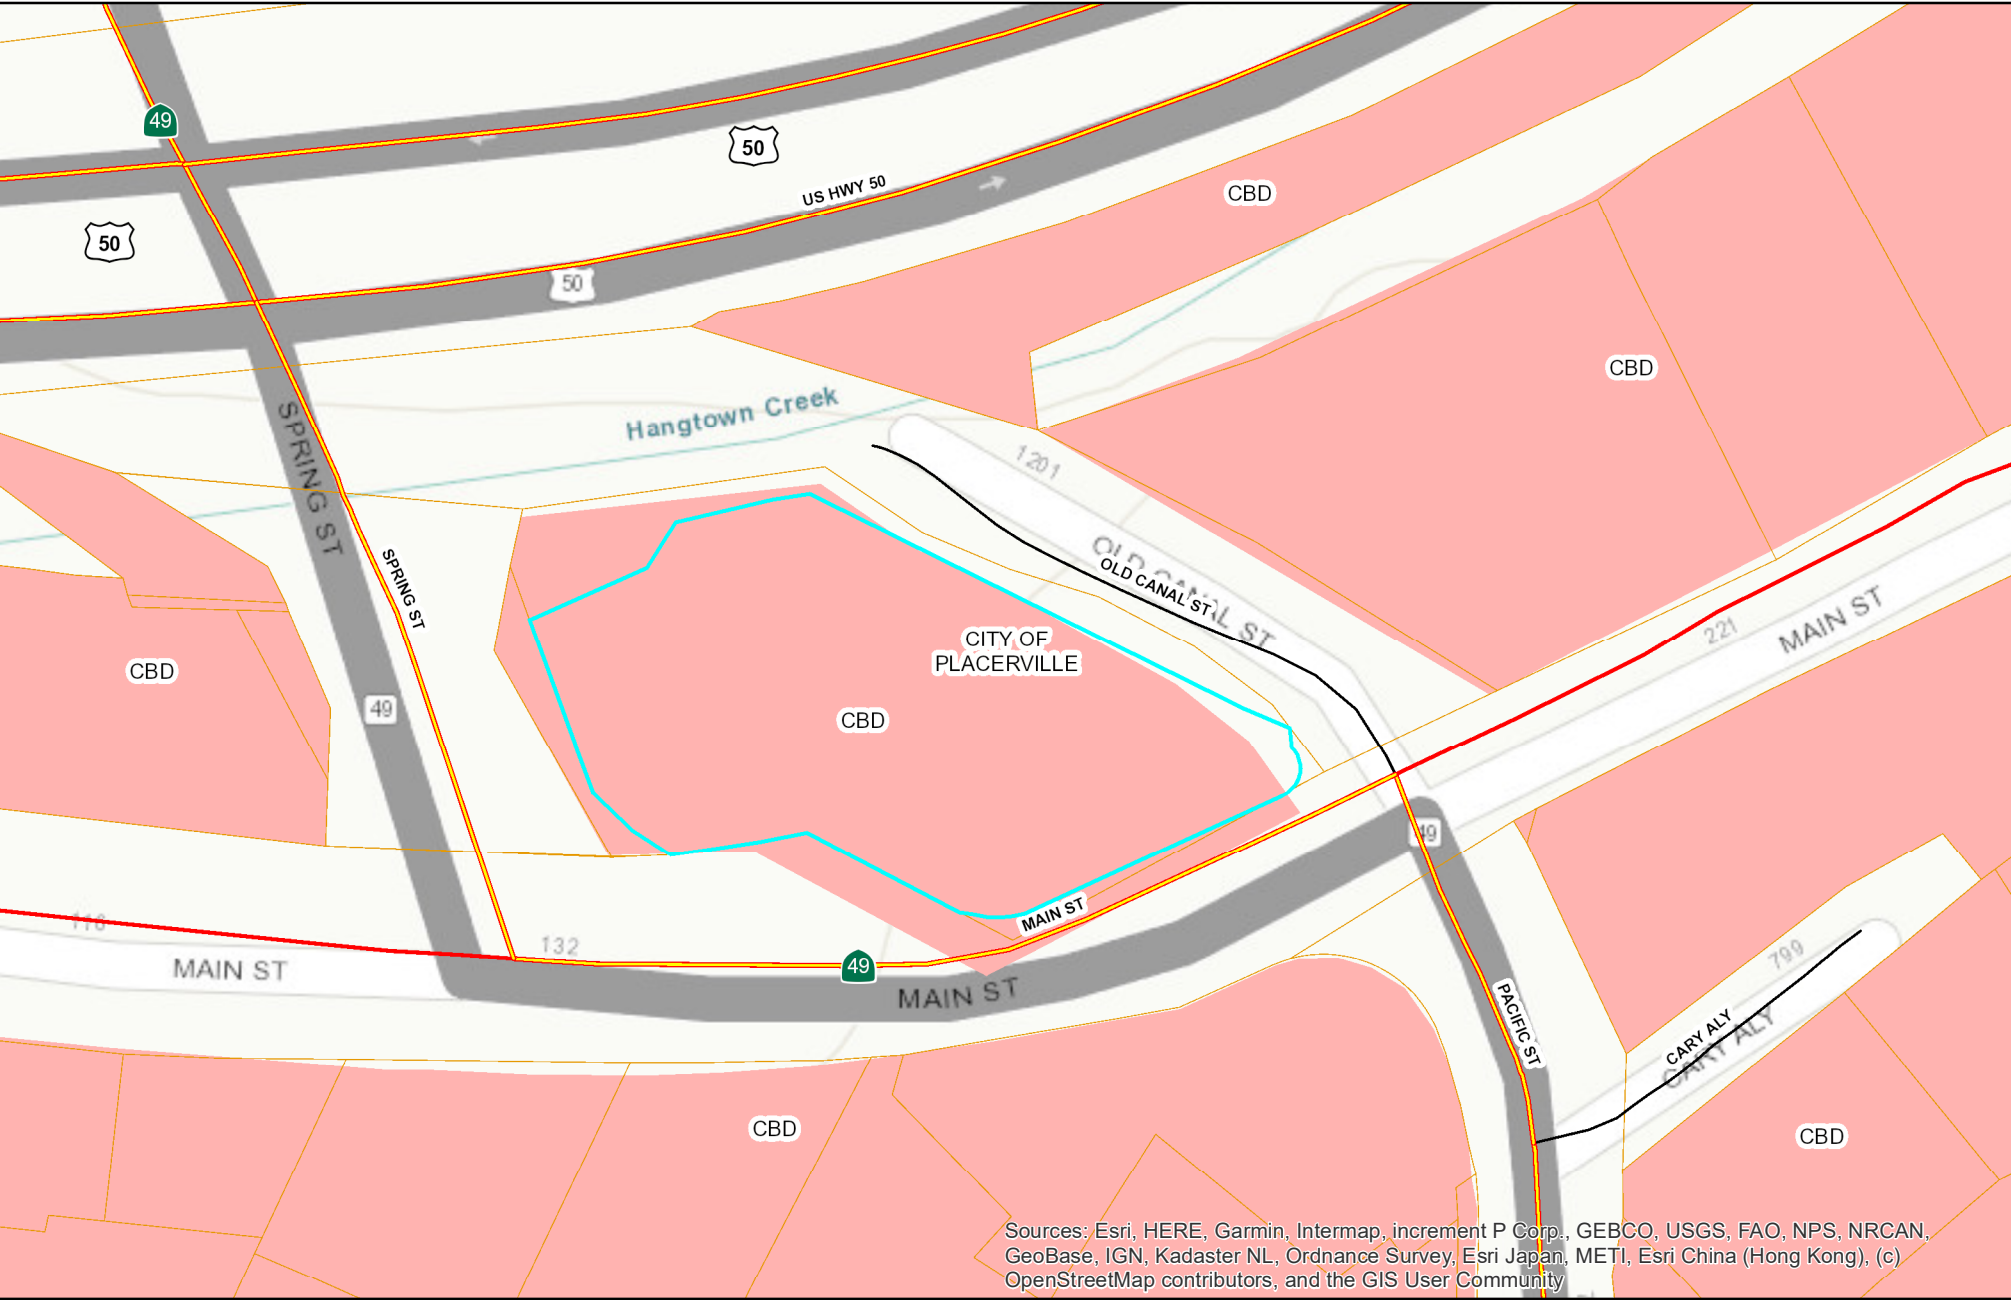 49
50
US HWY 50
CBD
50
50
CBD
Hangtown Creek
SPRING ST
1201
OLD CANAL ST
OLD CANAL ST
SPRING ST
CITY OF
PLACERVILLE
221
MAIN ST
CBD
49
CBD
49
MAIN ST
116
132
49
MAIN ST
MAIN ST
799
PACIFIC ST
CARY ALY
CARY ALY
CBD
CBD
Sources: Esri, HERE, Garmin, Intermap, increment P Corp., GEBCO, USGS, FAO, NPS, NRCAN,
GeoBase, IGN, Kadaster NL, Ordnance Survey, Esri Japan, METI, Esri China (Hong Kong), (c)
OpenStreetMap contributors, and the GIS User Community